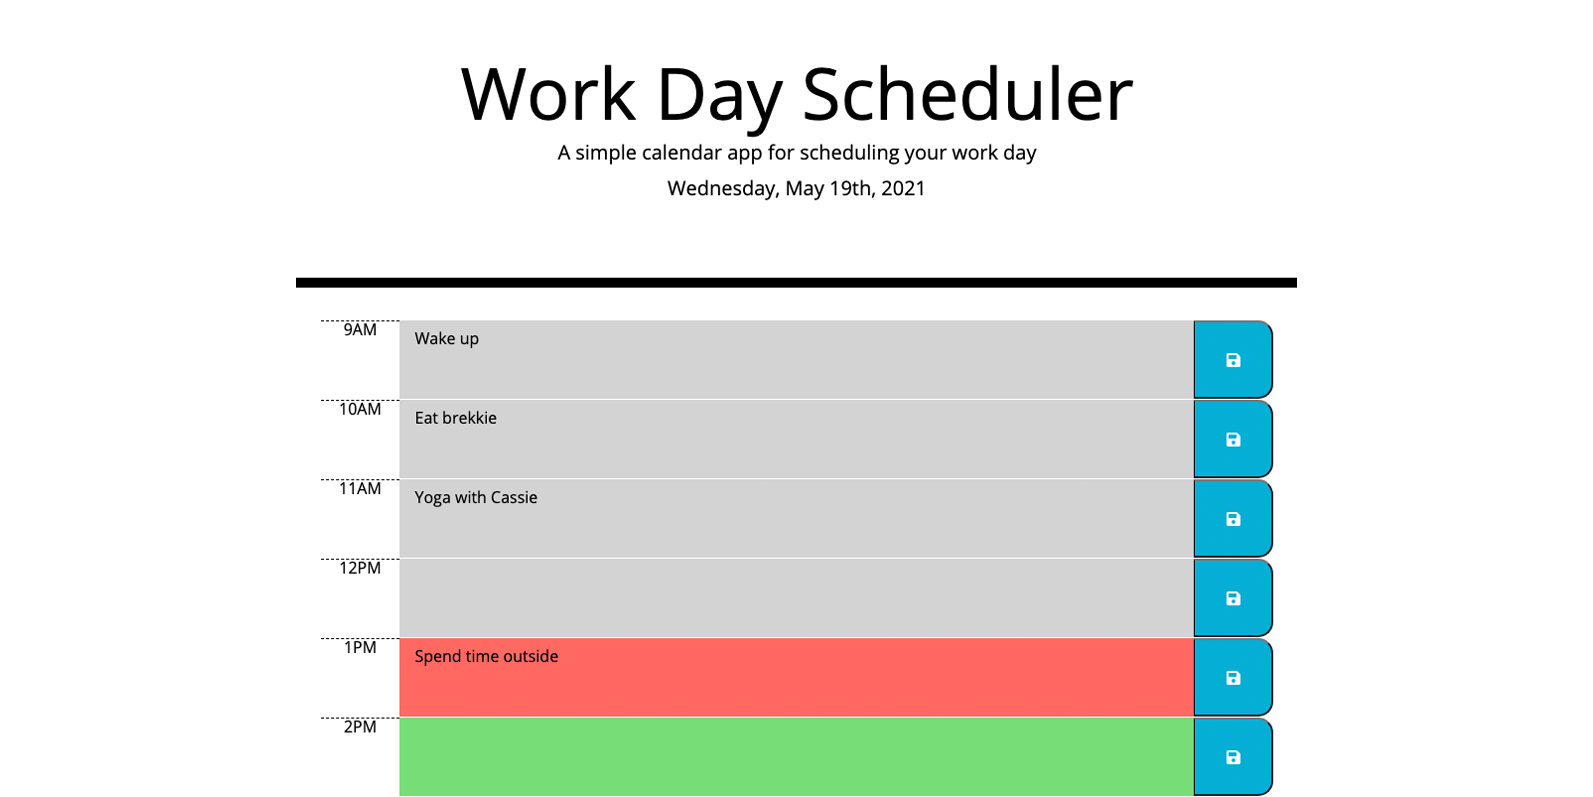 Work Day Scheduler
A simple calendar app for scheduling your work day
Wednesday, May 19th, 2021
9AM
Wake up
10AM
Eat brekkie
11AM
Yoga with Cassie
12PM
1PM
Spend time outside
2PM